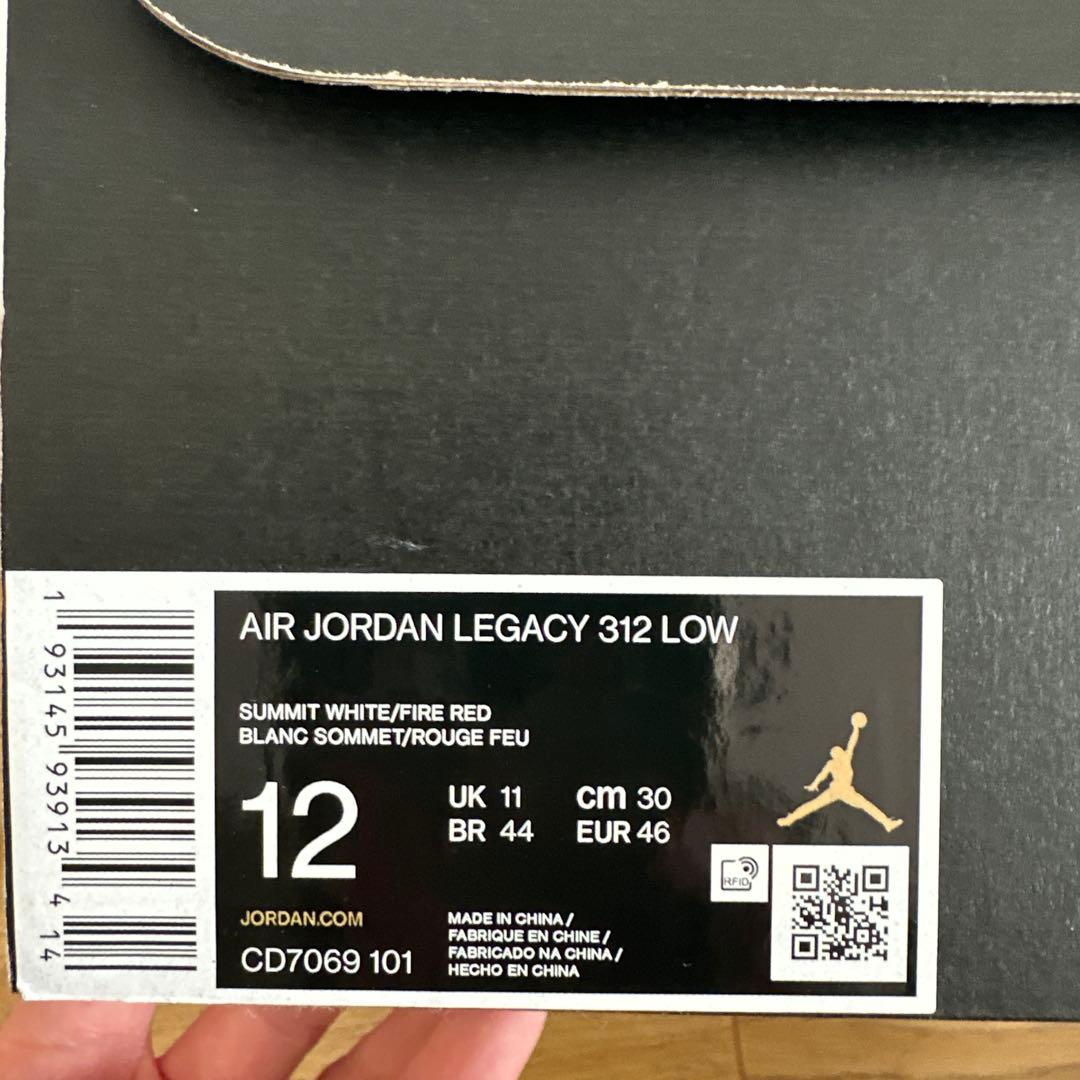 AIR JORDAN LEGACY 312 LOW
SUMMIT WHITE/FIRE RED
BLANC SOMMET/ROUGE FEU
12
UK 11 cm 30
BR 44 EUR 46
RFID
JORDAN.COM
CD7069 101
MADE IN CHINA /
FABRIQUE EN CHINE /
FABRICADO NA CHINA /
HECHO EN CHINA
1 93145 93913 4 14